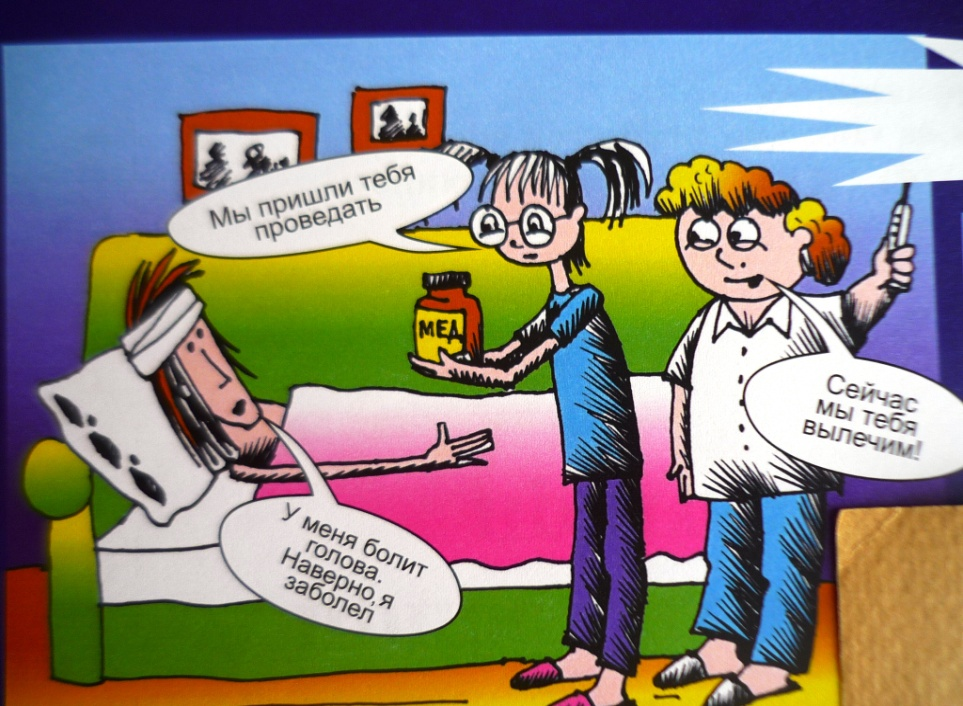 Мы пришли тебя
проведать
МЕД
Сейчас
мы тебя
вылечим!
У меня болит
голова.
Наверно, я
заболел